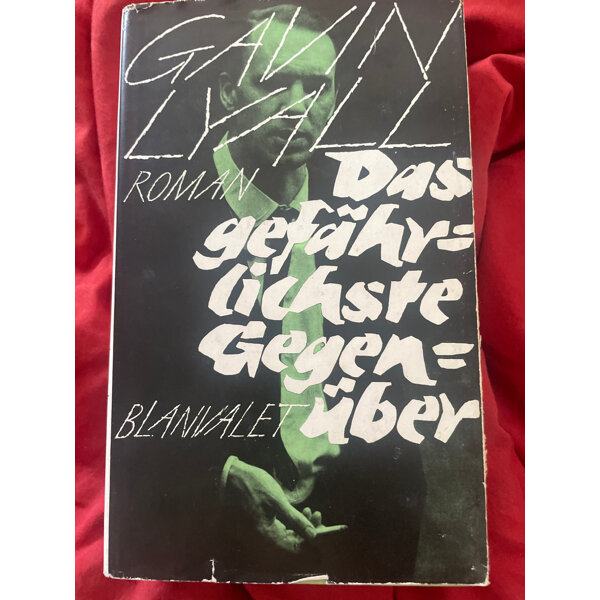 GAVIN
LYALL
ROMAN
Das
gefähr=
lichste
Gegen=
über
BLANVALET